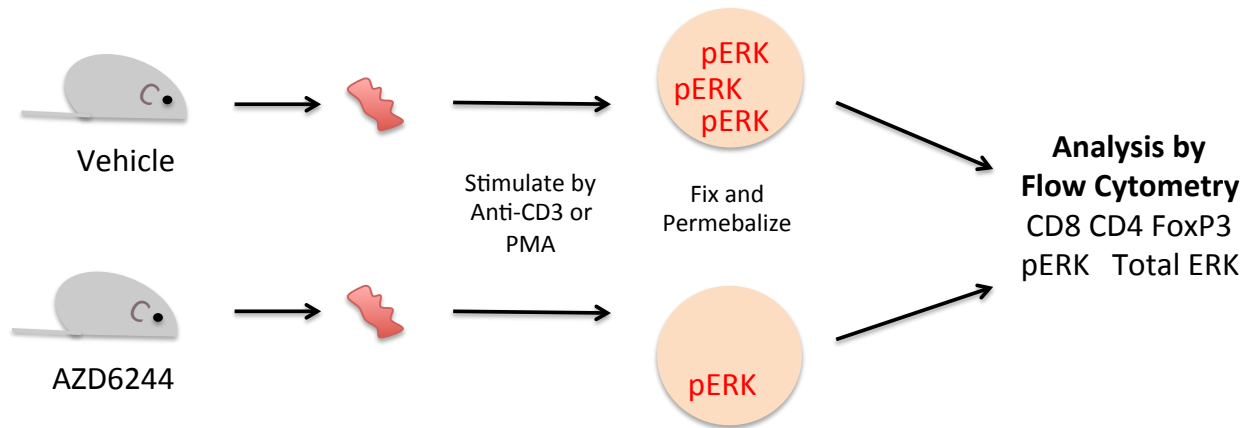 pERK
pERK
pERK
Vehicle
Stimulate by
Anti-CD3 or
PMA
Fix and
Permebalize
Analysis by
Flow Cytometry
CD8 CD4 FoxP3
pERK Total ERK
AZD6244
pERK